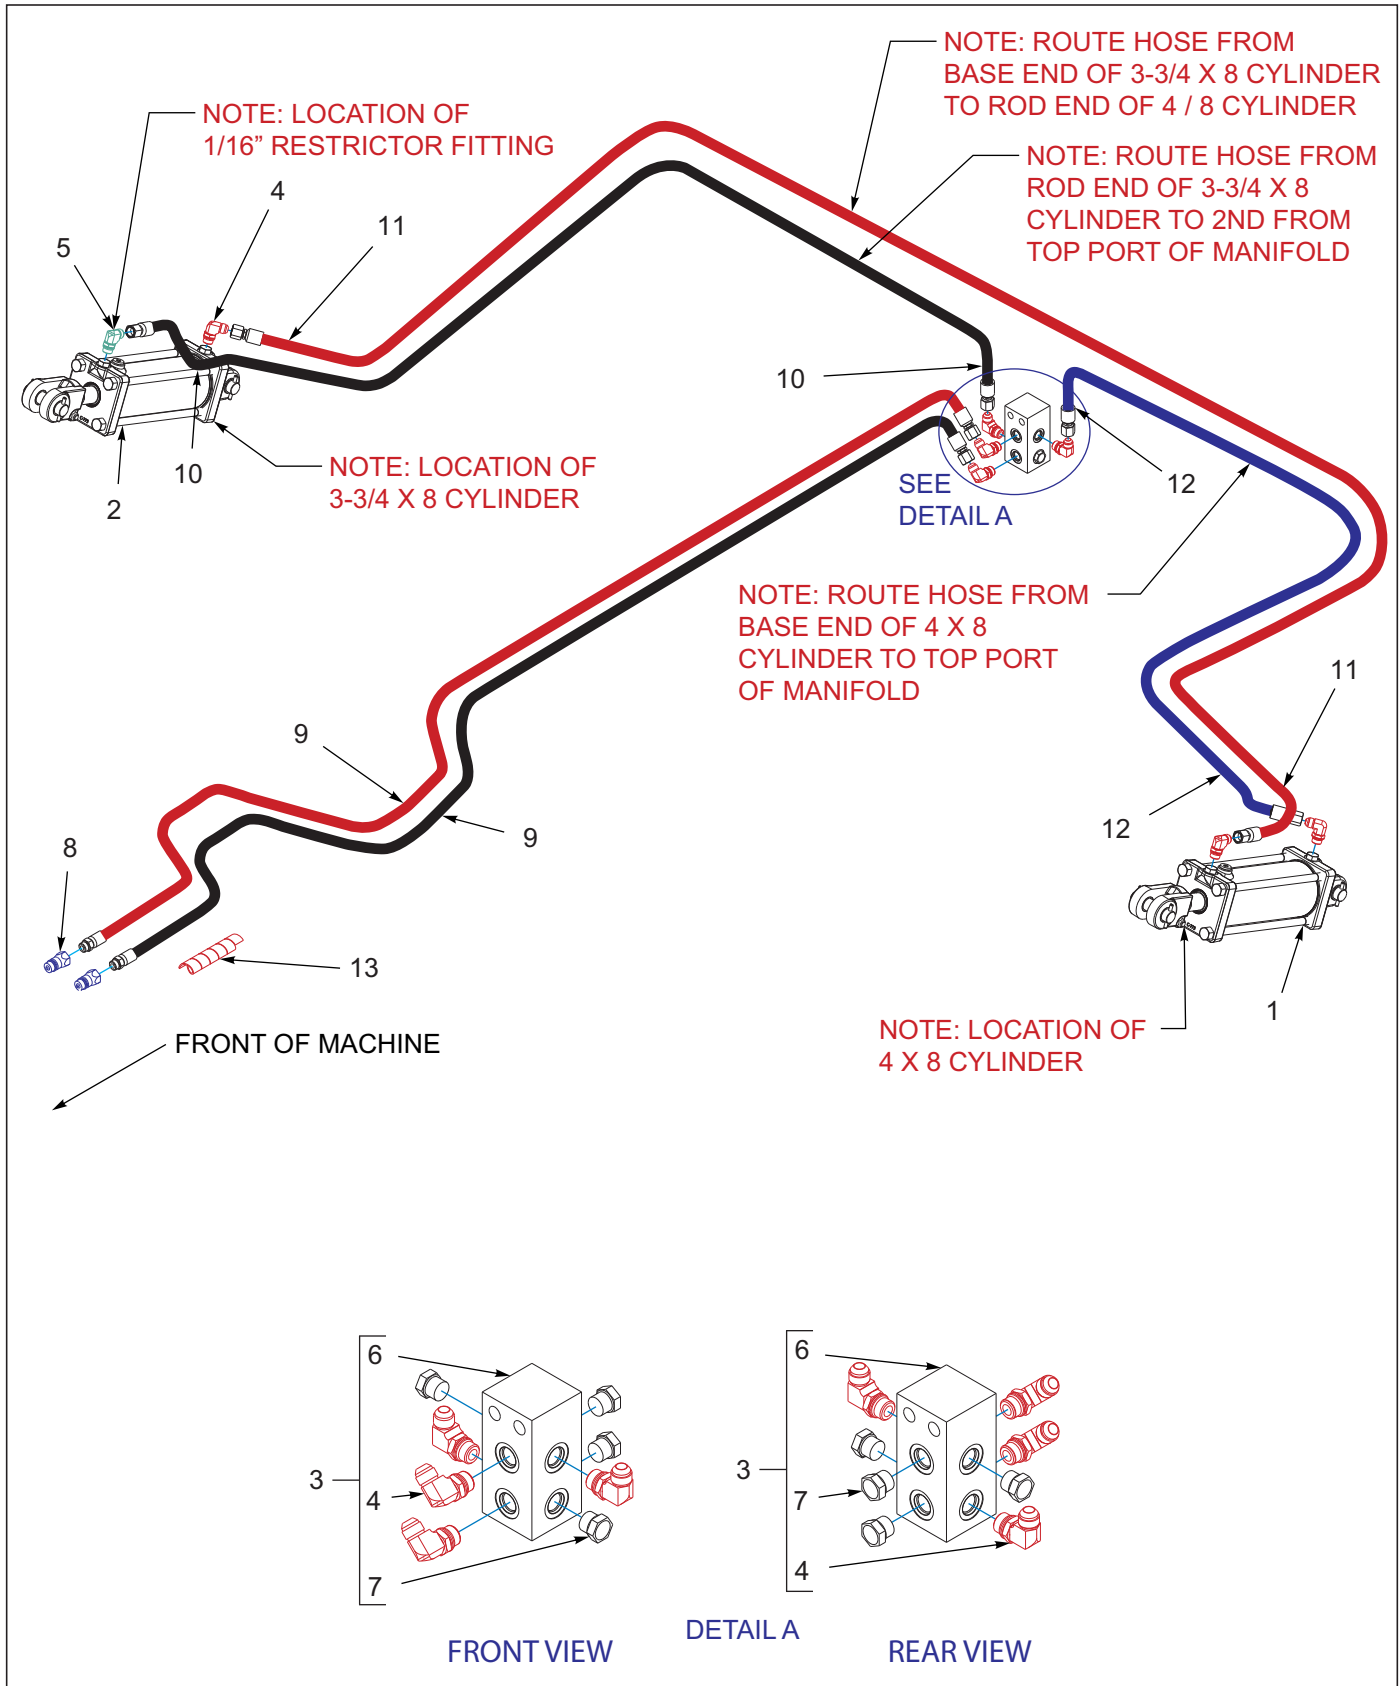 NOTE: ROUTE HOSE FROM
BASE END OF 3-3/4 X 8 CYLINDER
TO ROD END OF 4 / 8 CYLINDER
NOTE: LOCATION OF
1/16” RESTRICTOR FITTING
NOTE: ROUTE HOSE FROM
ROD END OF 3-3/4 X 8
CYLINDER TO 2ND FROM
TOP PORT OF MANIFOLD
4
11
5
10
2
10
NOTE: LOCATION OF
3-3/4 X 8 CYLINDER
SEE
DETAIL A
12
NOTE: ROUTE HOSE FROM
BASE END OF 4 X 8
CYLINDER TO TOP PORT
OF MANIFOLD
11
9
9
12
8
13
1
NOTE: LOCATION OF
4 X 8 CYLINDER
FRONT OF MACHINE
6
3
4
7
6
3
7
4
DETAIL A
FRONT VIEW
REAR VIEW